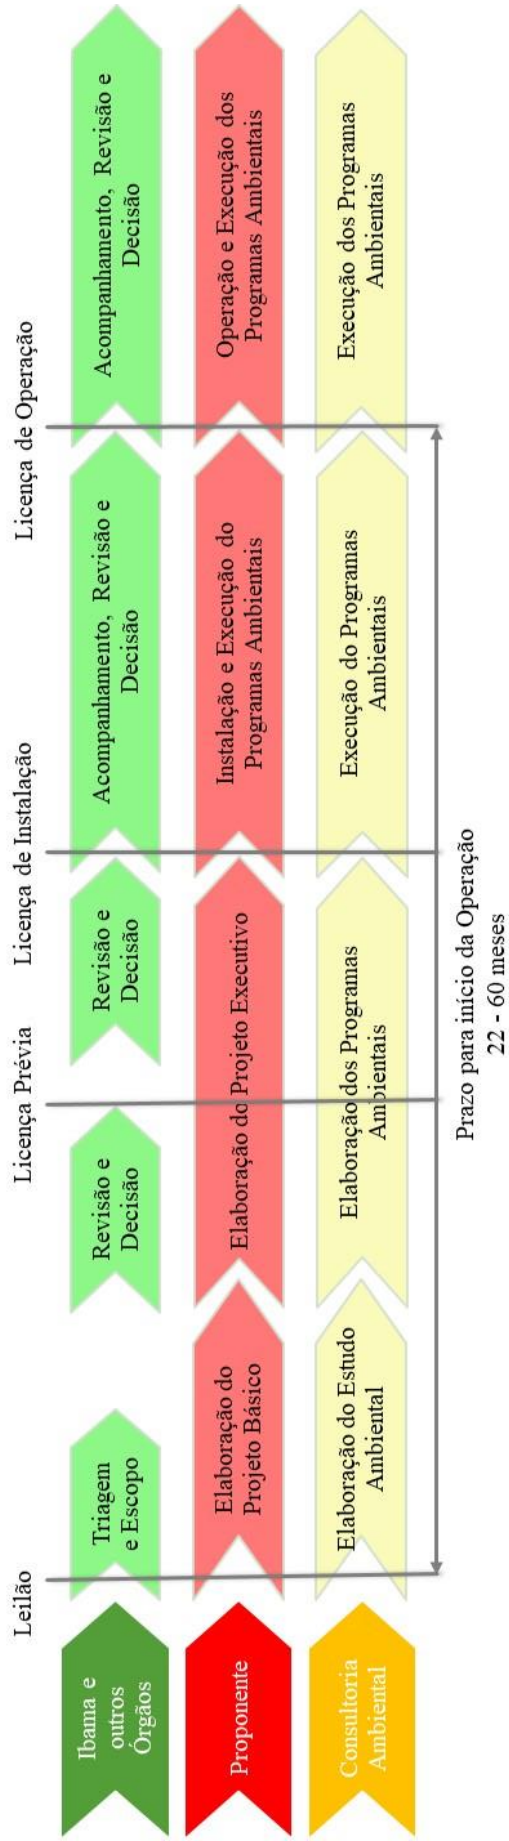 Leilão
Licença Prévia
Licença de Instalação
Licença de Operação
Ibama e
outros
Órgãos
Triagem
e Escopo
Revisão e
Decisão
Revisão e
Decisão
Acompanhamento, Revisão e
Decisão
Acompanhamento, Revisão e
Decisão
Proponente
Elaboração do
Projeto Básico
Elaboração do Projeto Executivo
Instalação e Execução do
Programas Ambientais
Operação e Execução dos
Programas Ambientais
Consultoria
Ambiental
Elaboração do Estudo
Ambiental
Elaboração dos Programas
Ambientais
Execução do Programas
Ambientais
Execução dos Programas
Ambientais
Prazo para início da Operação
22 - 60 meses